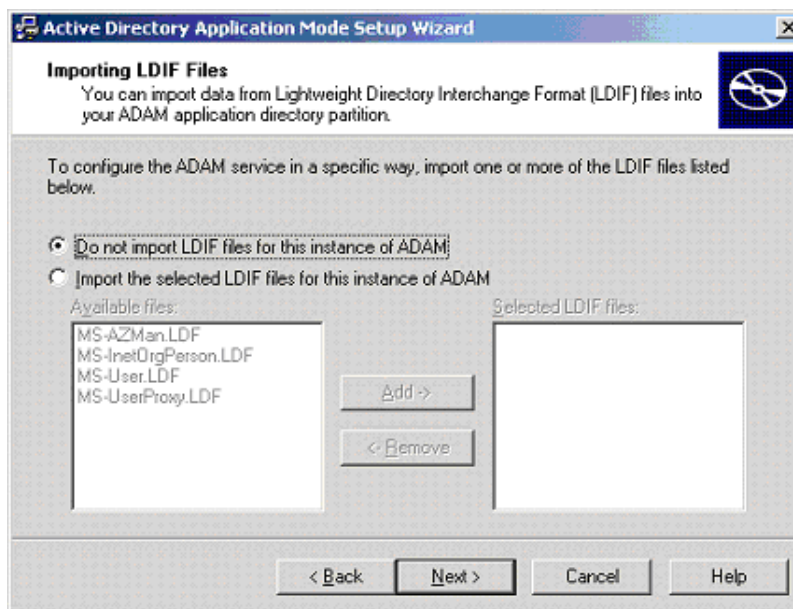 Active Directory Application Mode Setup Wizard
Importing LDIF Files
You can import data from Lightweight Directory Interchange Format (LDIF) files into
your ADAM application directory partition.
To configure the ADAM service in a specific way, import one or more of the LDIF files listed
below.
Do not import LDIF files for this instance of ADAM
Import the selected LDIF files for this instance of ADAM
Available files:
Selected LDIF files:
MS-AZMan.LDF
MS-InetOrgPerson.LDF
MS-User.LDF
MS-UserProxy.LDF
Add ->
<- Remove
< Back
Next >
Cancel
Help